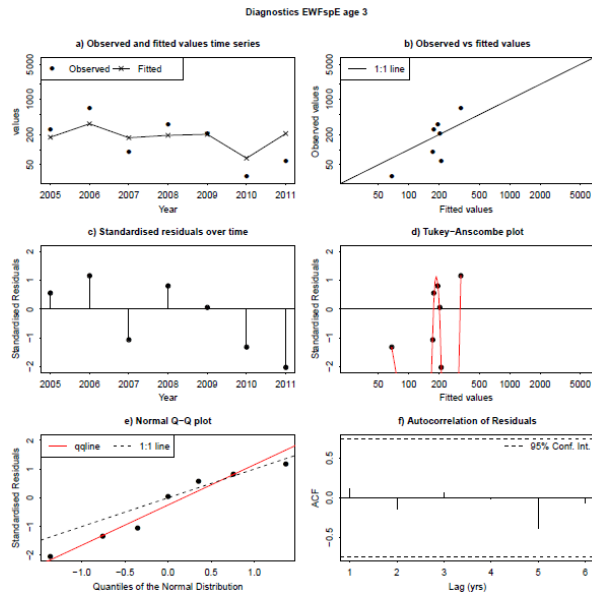 Diagnostics EWFspE age 3
a) Observed and fitted values time series
Observed Fitted
values
50 200 1000 5000
2005 2006 2007 2008 2009 2010 2011
Year
b) Observed vs fitted values
1:1 line
Observed values
50 200 1000 5000
50 100 200 500 1000 2000 5000
Fitted values
c) Standardised residuals over time
Standardised Residuals
-2 -1 0 1 2
2005 2006 2007 2008 2009 2010 2011
Year
d) Tukey-Anscombe plot
Standardised Residuals
-2 -1 0 1 2
50 100 200 500 1000 2000 5000
Fitted values
e) Normal Q-Q plot
qqline 1:1 line
Standardised Residuals
-2 -1 0 1 2
-1.0 -0.5 0.0 0.5 1.0
Quantiles of the Normal Distribution
f) Autocorrelation of Residuals
95% Conf. Int.
ACF
-0.5 0.0 0.5
1 2 3 4 5 6
Lag (yrs)